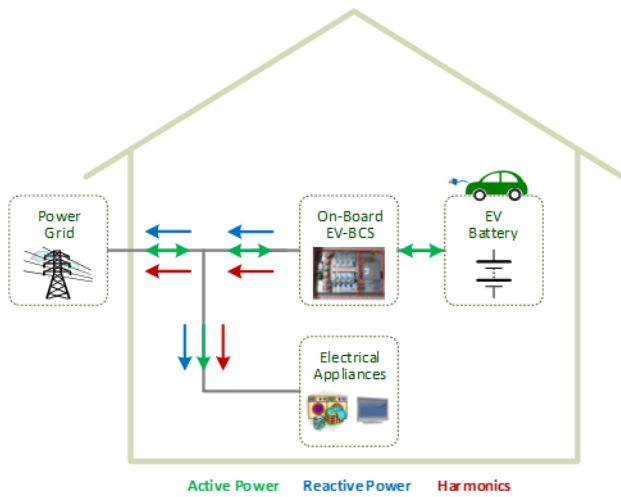 Power
Grid
On-Board
EV-BCS
EV
Battery
Electrical
Appliances
Active Power Reactive Power Harmonics